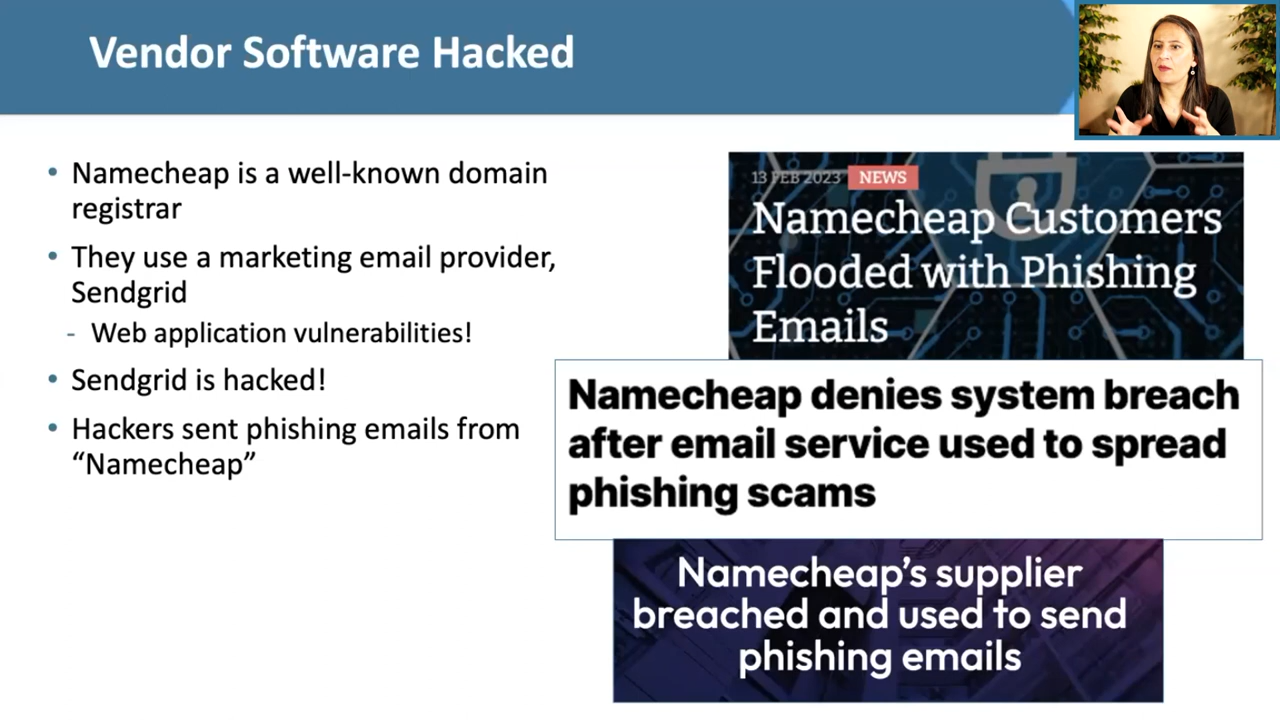 Vendor Software Hacked
• Namecheap is a well-known domain
registrar
• They use a marketing email provider,
Sendgrid
- Web application vulnerabilities!
• Sendgrid is hacked!
• Hackers sent phishing emails from
“Namecheap”
13 FEB 2023 NEWS
Namecheap Customers
Flooded with Phishing
Emails
Namecheap denies system breach
after email service used to spread
phishing scams
Namecheap’s supplier
breached and used to send
phishing emails